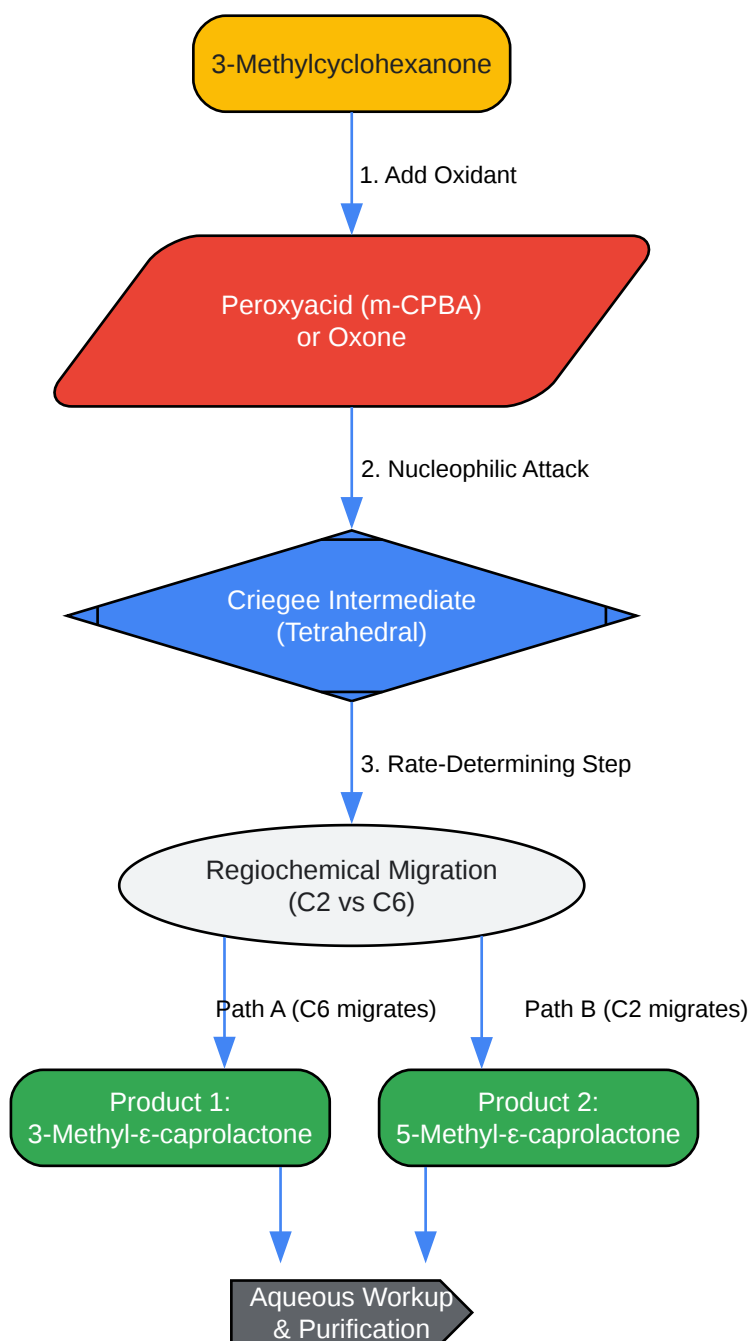 3-Methylcyclohexanone
1. Add Oxidant
Peroxyacid (m-CPBA)
or Oxone
2. Nucleophilic Attack
Criegee Intermediate
(Tetrahedral)
3. Rate-Determining Step
Regiochemical Migration
(C2 vs C6)
Path A (C6 migrates)
Path B (C2 migrates)
Product 1:
3-Methyl-ε-caprolactone
Product 2:
5-Methyl-ε-caprolactone
Aqueous Workup
& Purification